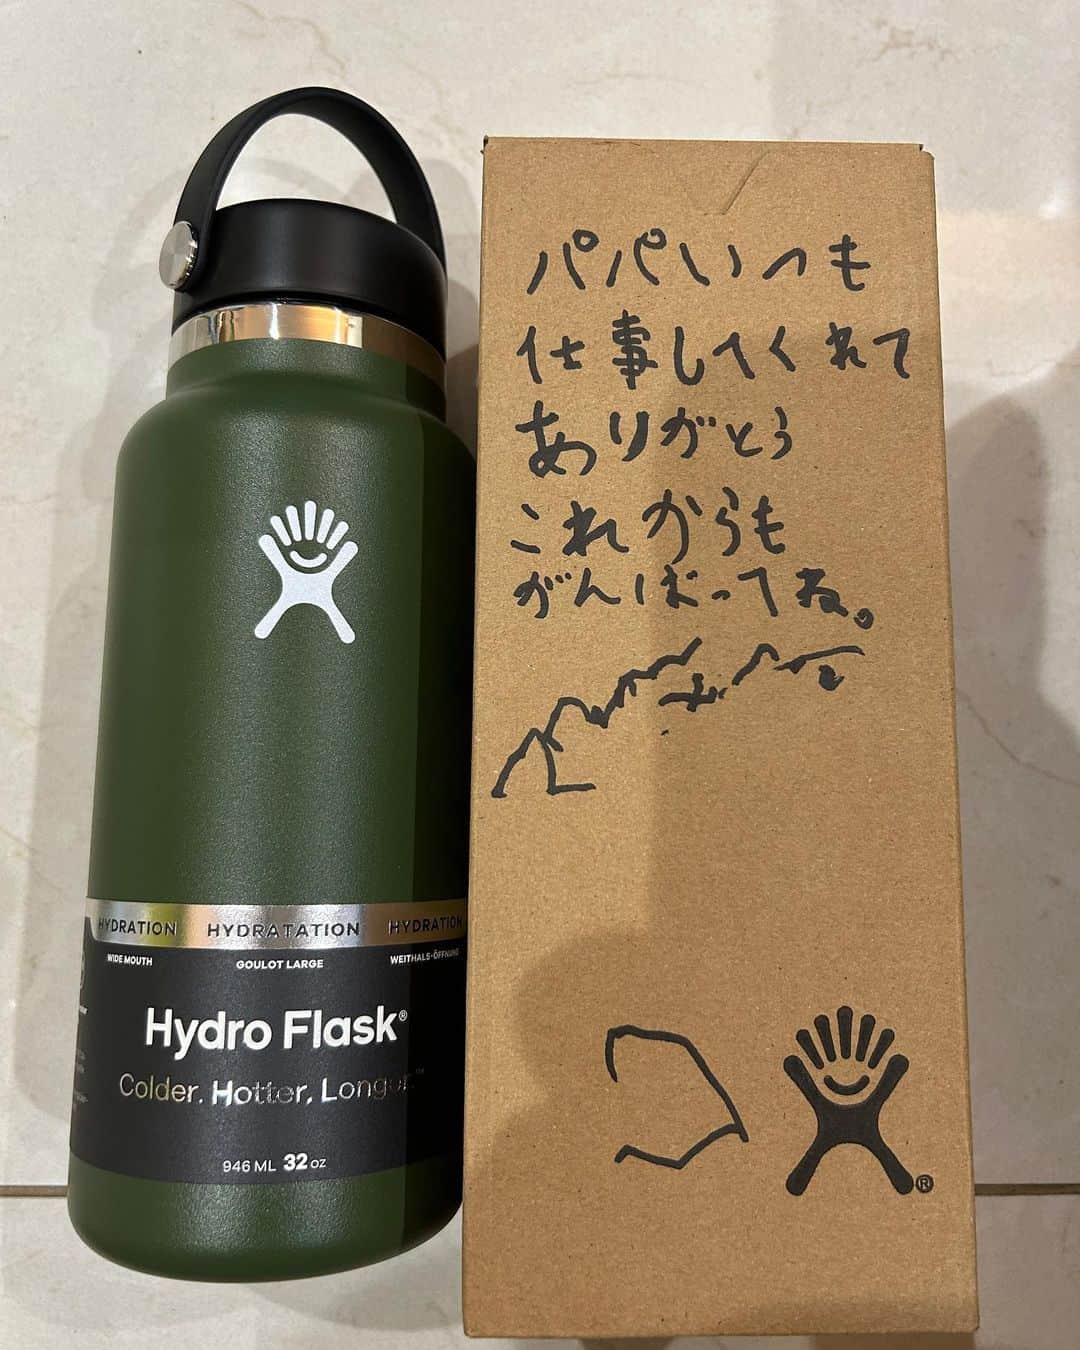 パパいつも
仕事してくれて
ありがとう
これからも
がんばってね。
HYDRATION HYDRATATION HYDRATION
WIDE MOUTH GOULOT LARGE WEITHALS-ÖFFNUNG
Hydro Flask®
Colder. Hotter, Longer.™
946 ML 32 oz
®